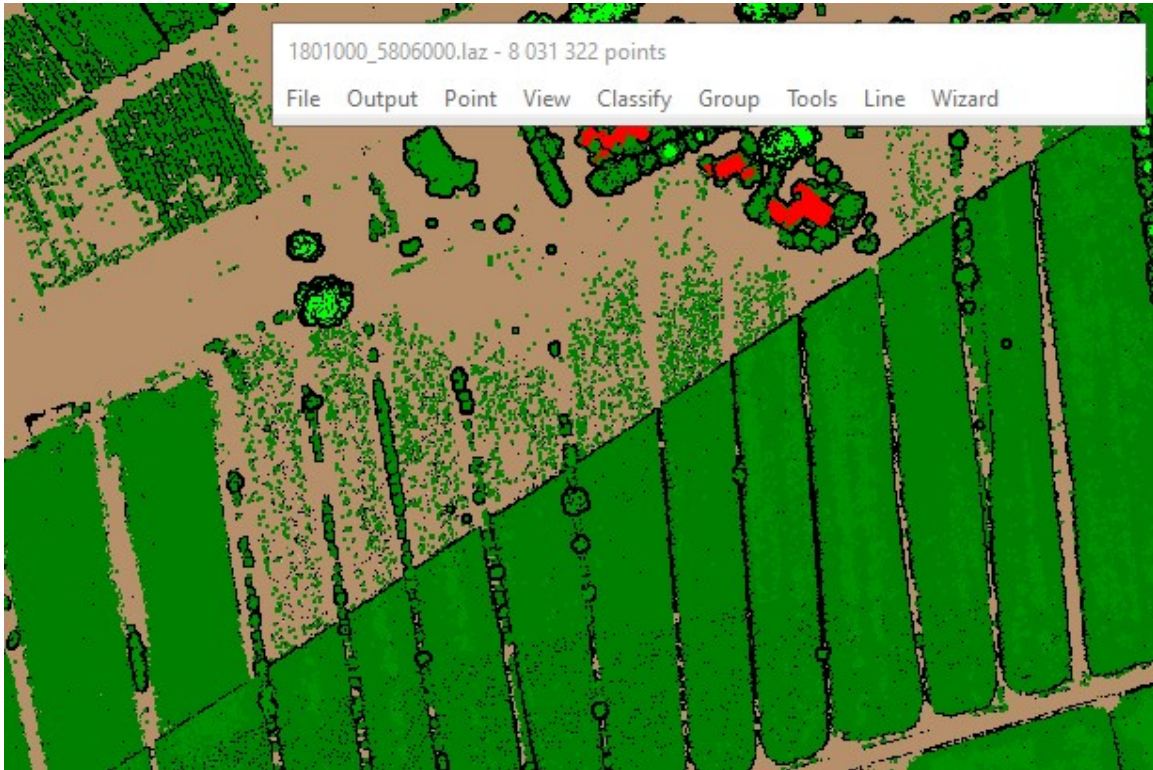 1801000_5806000.laz - 8 031 322 points
File Output Point View Classify Group Tools Line Wizard